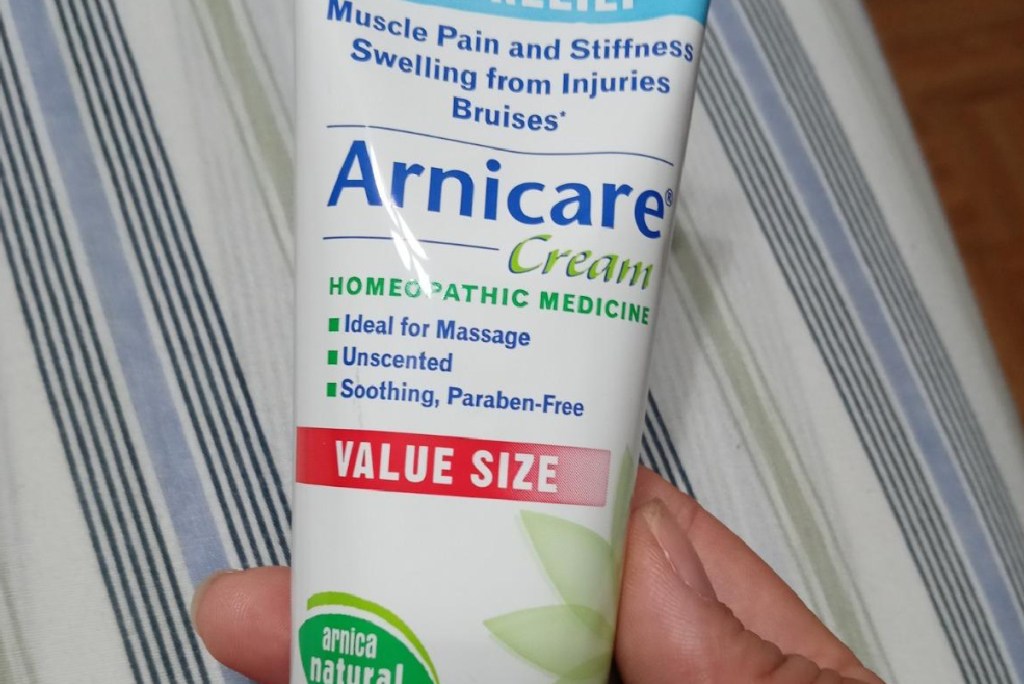 RELIEF
Muscle Pain and Stiffness
Swelling from Injuries
Bruises*
Arnicare®
Cream
HOMEOPATHIC MEDICINE
Ideal for Massage
Unscented
Soothing, Paraben-Free
VALUE SIZE
arnica
natural